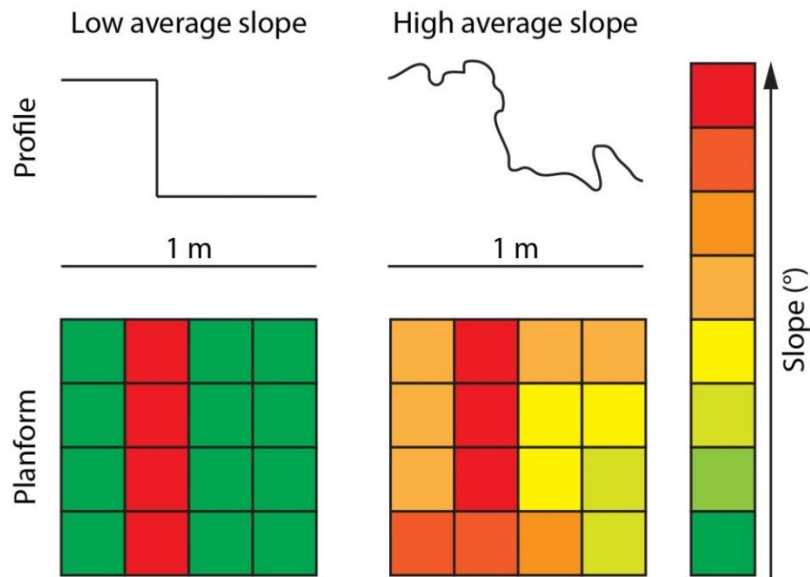 Low average slope
High average slope
Profile
1 m
1 m
Planform
Slope (°)